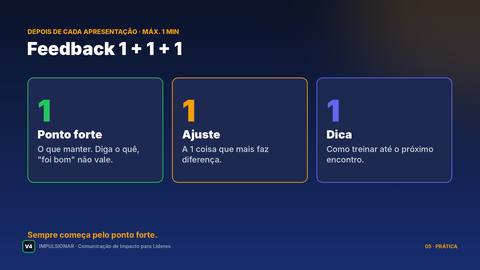 DEPOIS DE CADA APRESENTAÇÃO · MÁX. 1 MIN
Feedback 1 + 1 + 1
1
Ponto forte
O que manter. Diga o quê,
"foi bom" não vale.
1
Ajuste
A 1 coisa que mais faz
diferença.
1
Dica
Como treinar até o próximo
encontro.
Sempre começa pelo ponto forte.
V4 IMPULSIONAR · Comunicação de Impacto para Líderes
05 · PRÁTICA